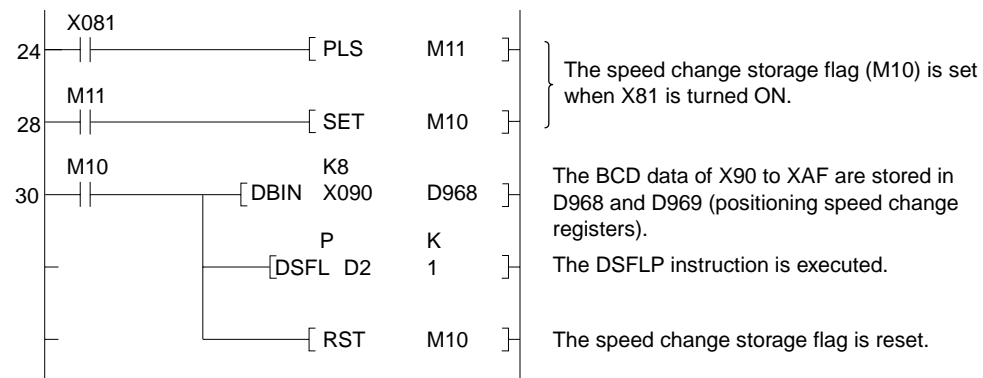 X081
24 [ PLS M11 ]
The speed change storage flag (M10) is set
when X81 is turned ON.
M11
28 [ SET M10 ]
M10 K8
30 [ DBIN X090 D968 ]
The BCD data of X90 to XAF are stored in
D968 and D969 (positioning speed change
registers).
P K
[ DSFL D2 1 ]
The DSFLP instruction is executed.
[ RST M10 ]
The speed change storage flag is reset.